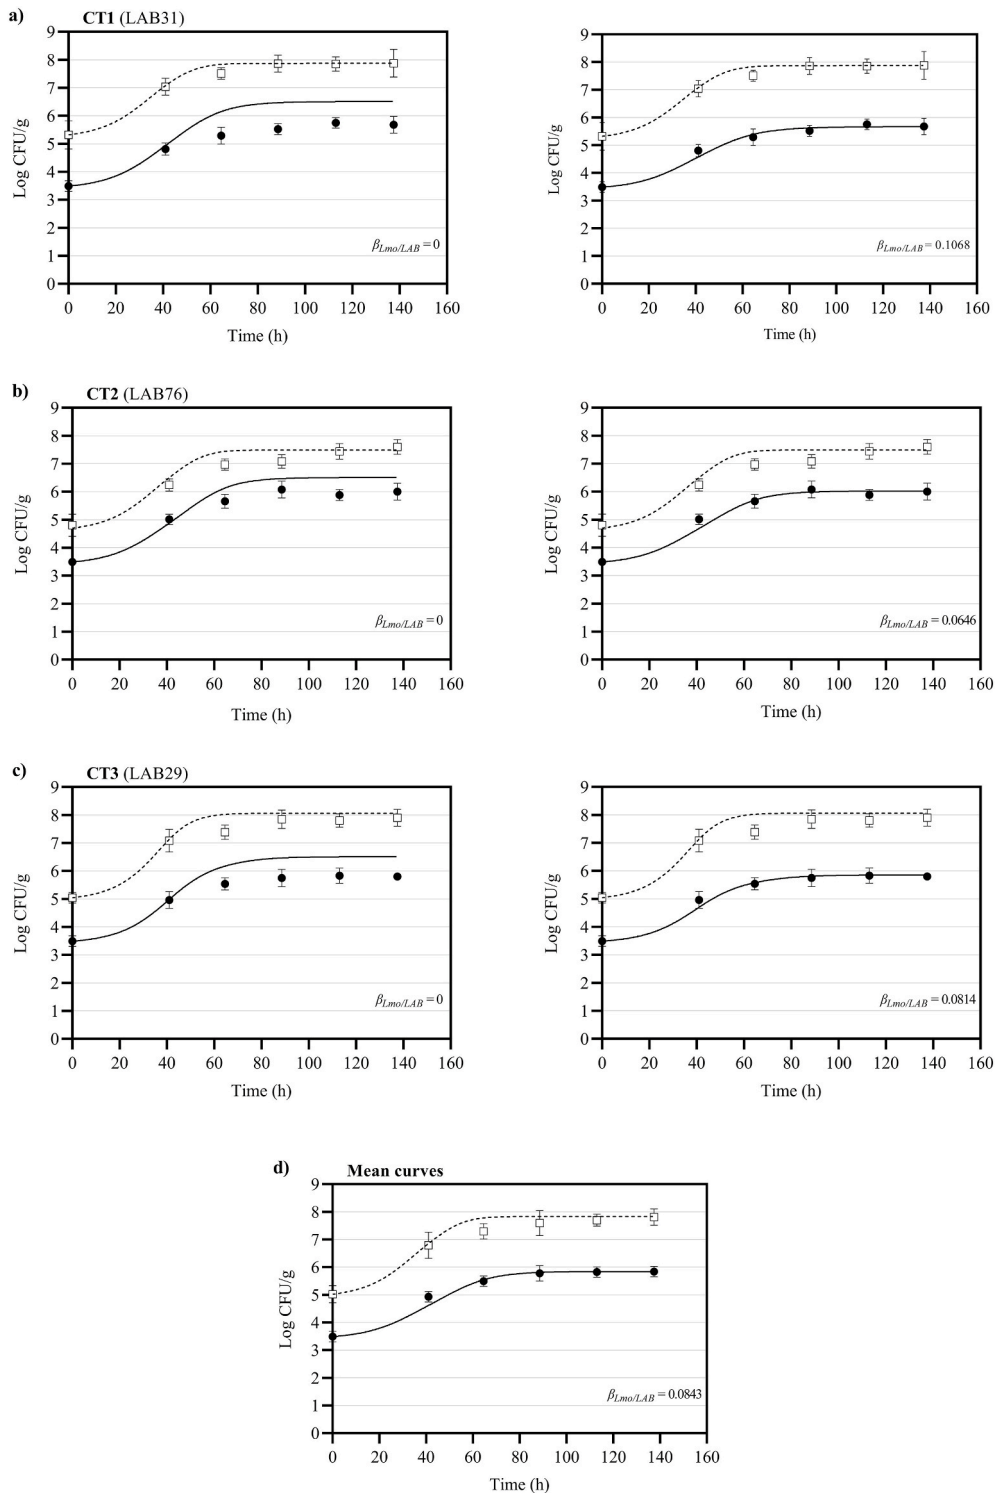 a)
CT1 (LAB31)
9
8
7
6
5
4
3
2
1
0
Log CFU/g
βLmo/LAB = 0
0 20 40 60 80 100 120 140 160
Time (h)
9
8
7
6
5
4
3
2
1
0
Log CFU/g
βLmo/LAB = 0.1068
0 20 40 60 80 100 120 140 160
Time (h)
b)
CT2 (LAB76)
9
8
7
6
5
4
3
2
1
0
Log CFU/g
βLmo/LAB = 0
0 20 40 60 80 100 120 140 160
Time (h)
9
8
7
6
5
4
3
2
1
0
Log CFU/g
βLmo/LAB = 0.0646
0 20 40 60 80 100 120 140 160
Time (h)
c)
CT3 (LAB29)
9
8
7
6
5
4
3
2
1
0
Log CFU/g
βLmo/LAB = 0
0 20 40 60 80 100 120 140 160
Time (h)
9
8
7
6
5
4
3
2
1
0
Log CFU/g
βLmo/LAB = 0.0814
0 20 40 60 80 100 120 140 160
Time (h)
d)
Mean curves
9
8
7
6
5
4
3
2
1
0
Log CFU/g
βLmo/LAB = 0.0843
0 20 40 60 80 100 120 140 160
Time (h)